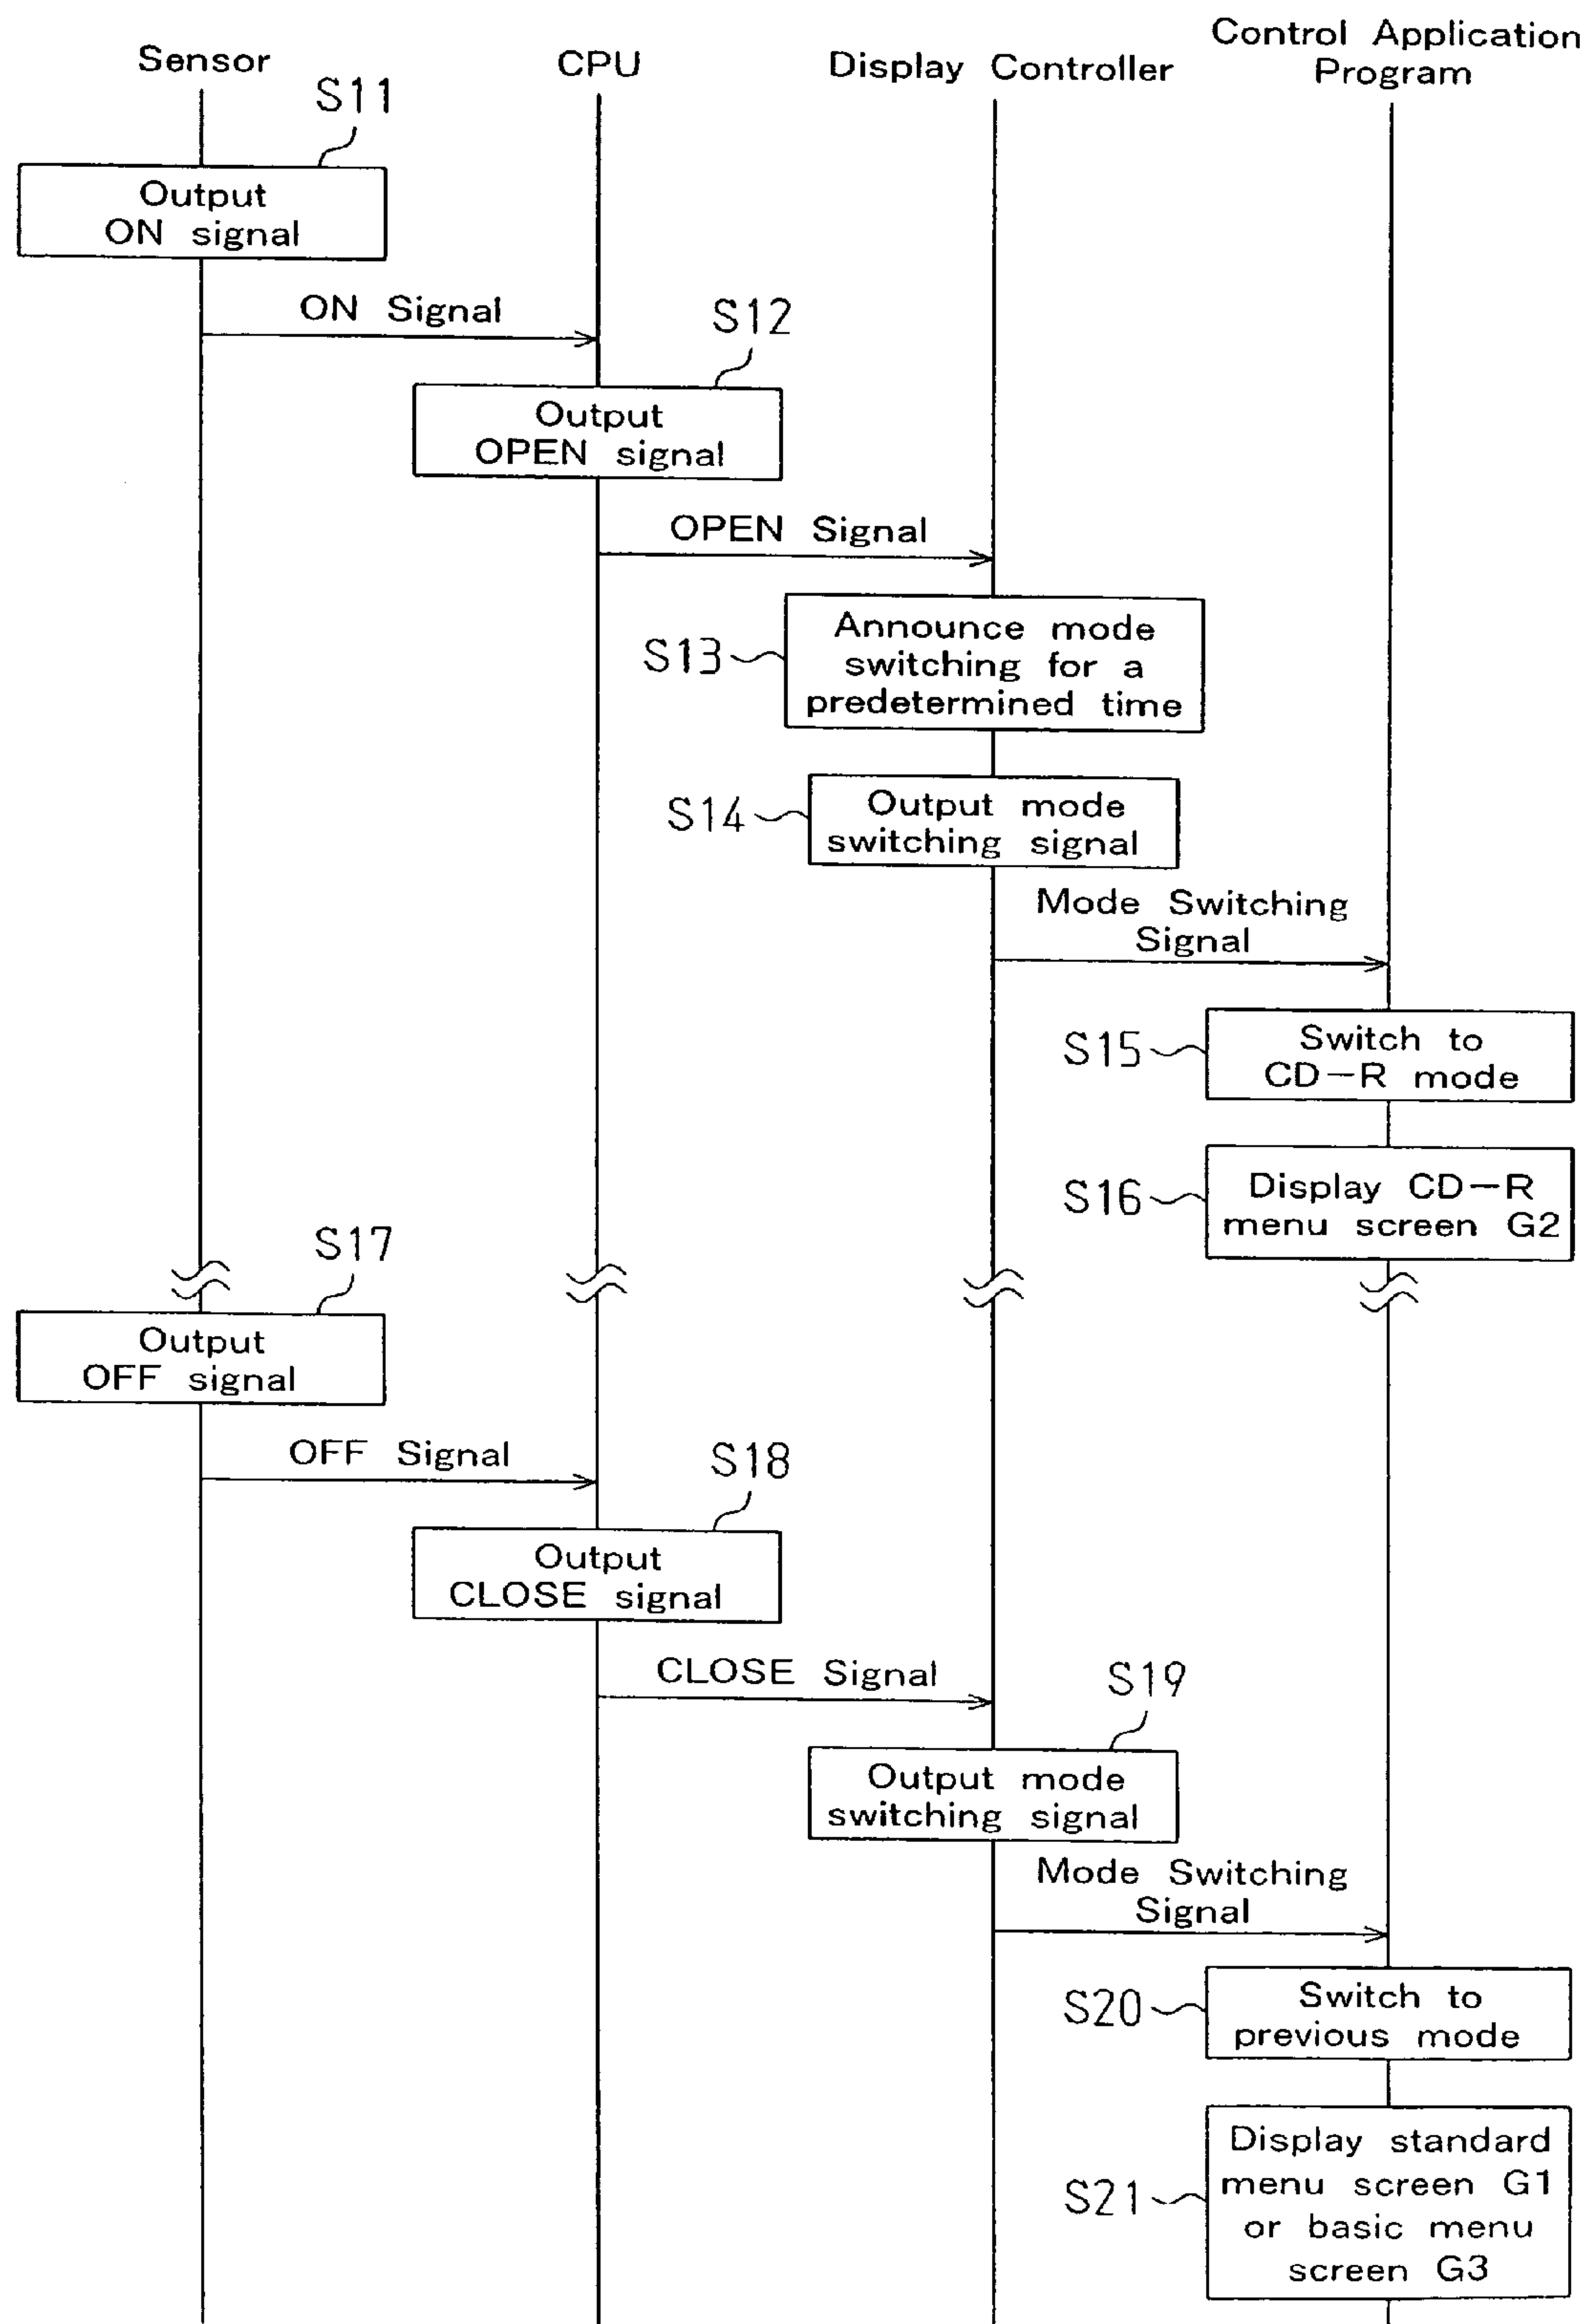 Sensor
CPU
Display Controller
Control Application
Program
S11
Output
ON signal
ON Signal
S12
Output
OPEN signal
OPEN Signal
S13
Announce mode
switching for a
predetermined time
S14
Output mode
switching signal
Mode Switching
Signal
S15
Switch to
CD-R mode
S16
Display CD-R
menu screen G2
S17
Output
OFF signal
OFF Signal
S18
Output
CLOSE signal
CLOSE Signal
S19
Output mode
switching signal
Mode Switching
Signal
S20
Switch to
previous mode
S21
Display standard
menu screen G1
or basic menu
screen G3